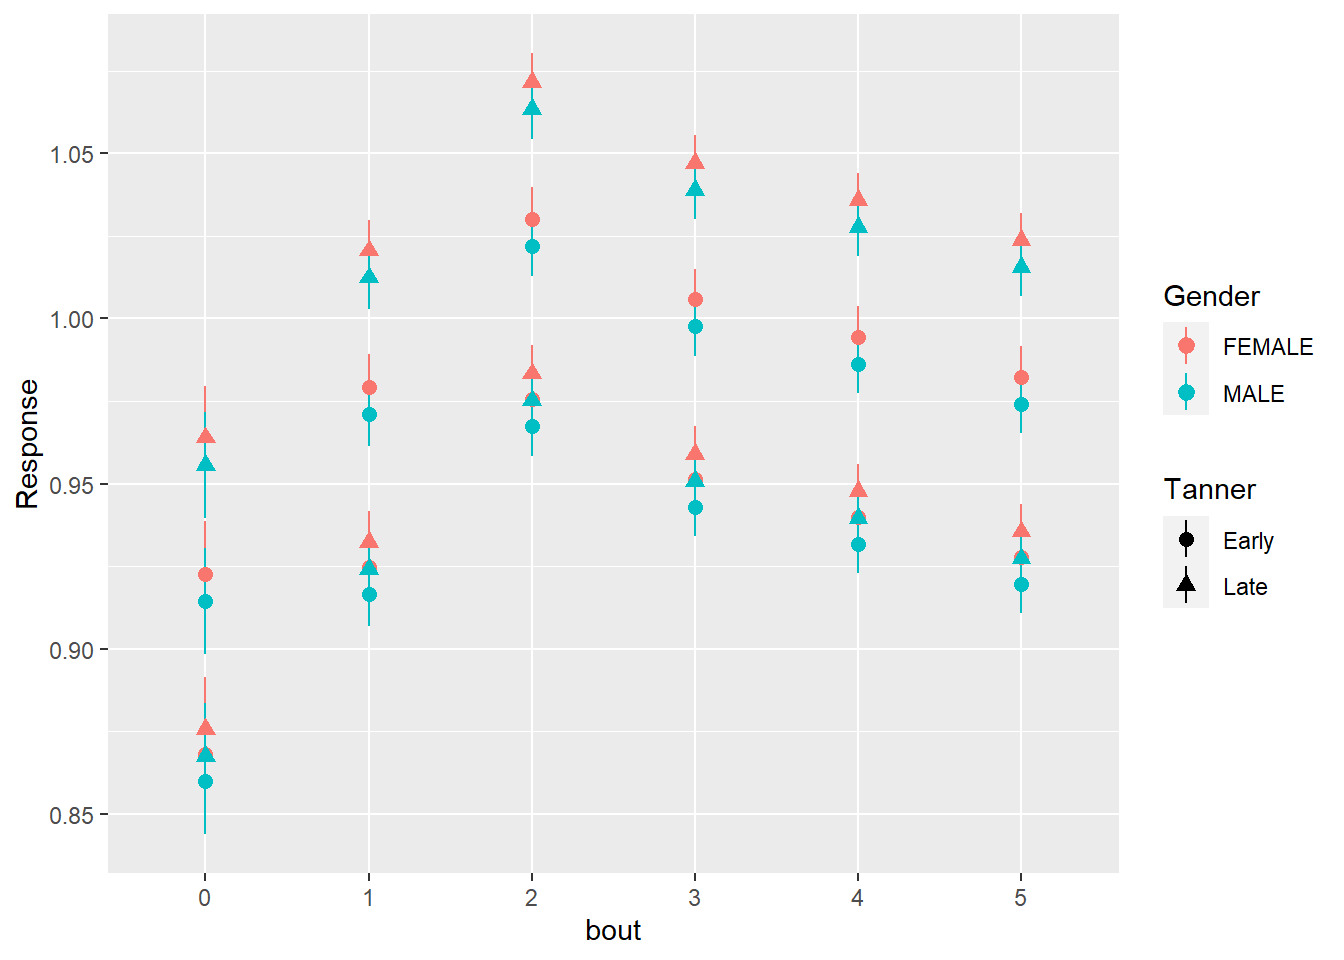 Response
1.05
1.00
0.95
0.90
0.85
0 1 2 3 4 5
bout
Gender
FEMALE
MALE
Tanner
Early
Late